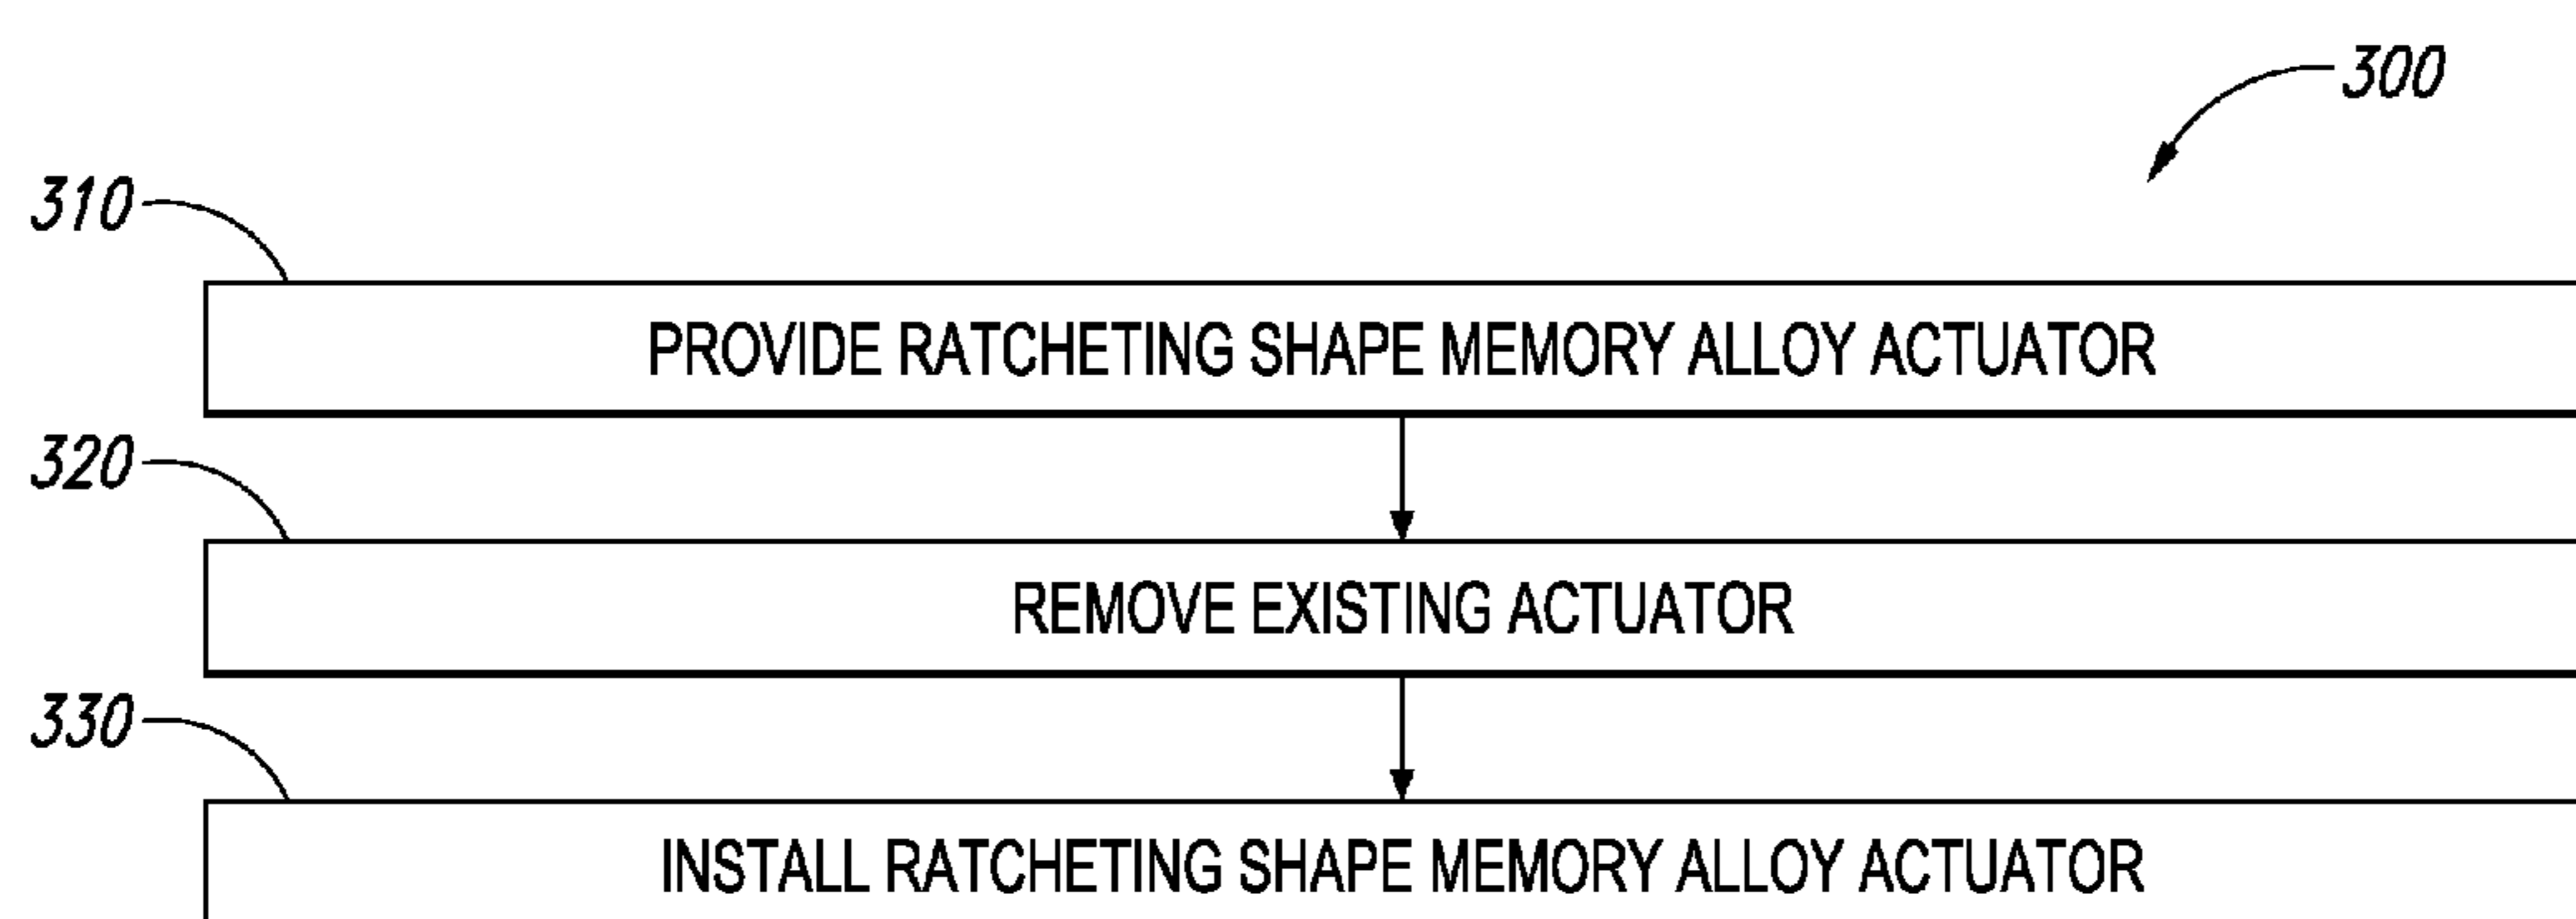 300
310
PROVIDE RATCHETING SHAPE MEMORY ALLOY ACTUATOR
320
REMOVE EXISTING ACTUATOR
330
INSTALL RATCHETING SHAPE MEMORY ALLOY ACTUATOR